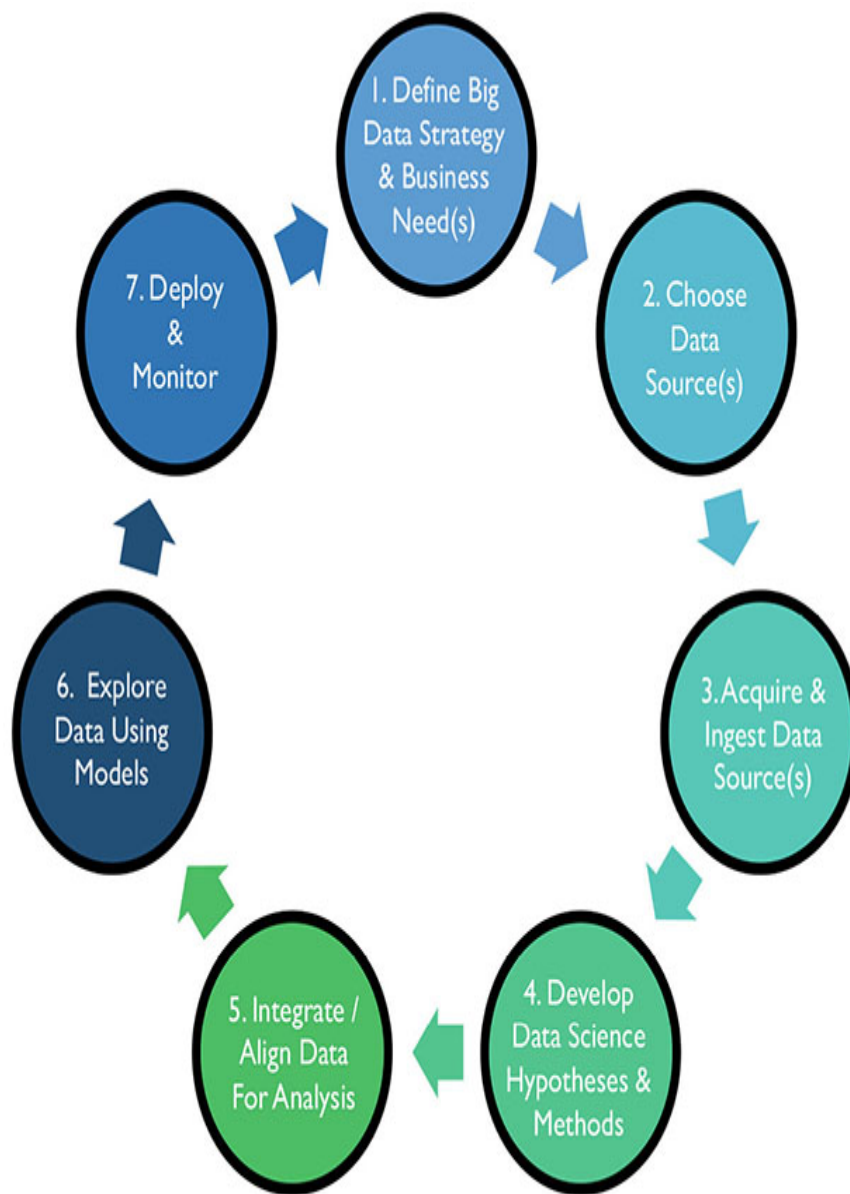 1. Define Big
Data Strategy
& Business
Need(s)
2. Choose
Data
Source(s)
3. Acquire &
Ingest Data
Source(s)
4. Develop
Data Science
Hypotheses &
Methods
5. Integrate /
Align Data
For Analysis
6. Explore
Data Using
Models
7. Deploy
&
Monitor